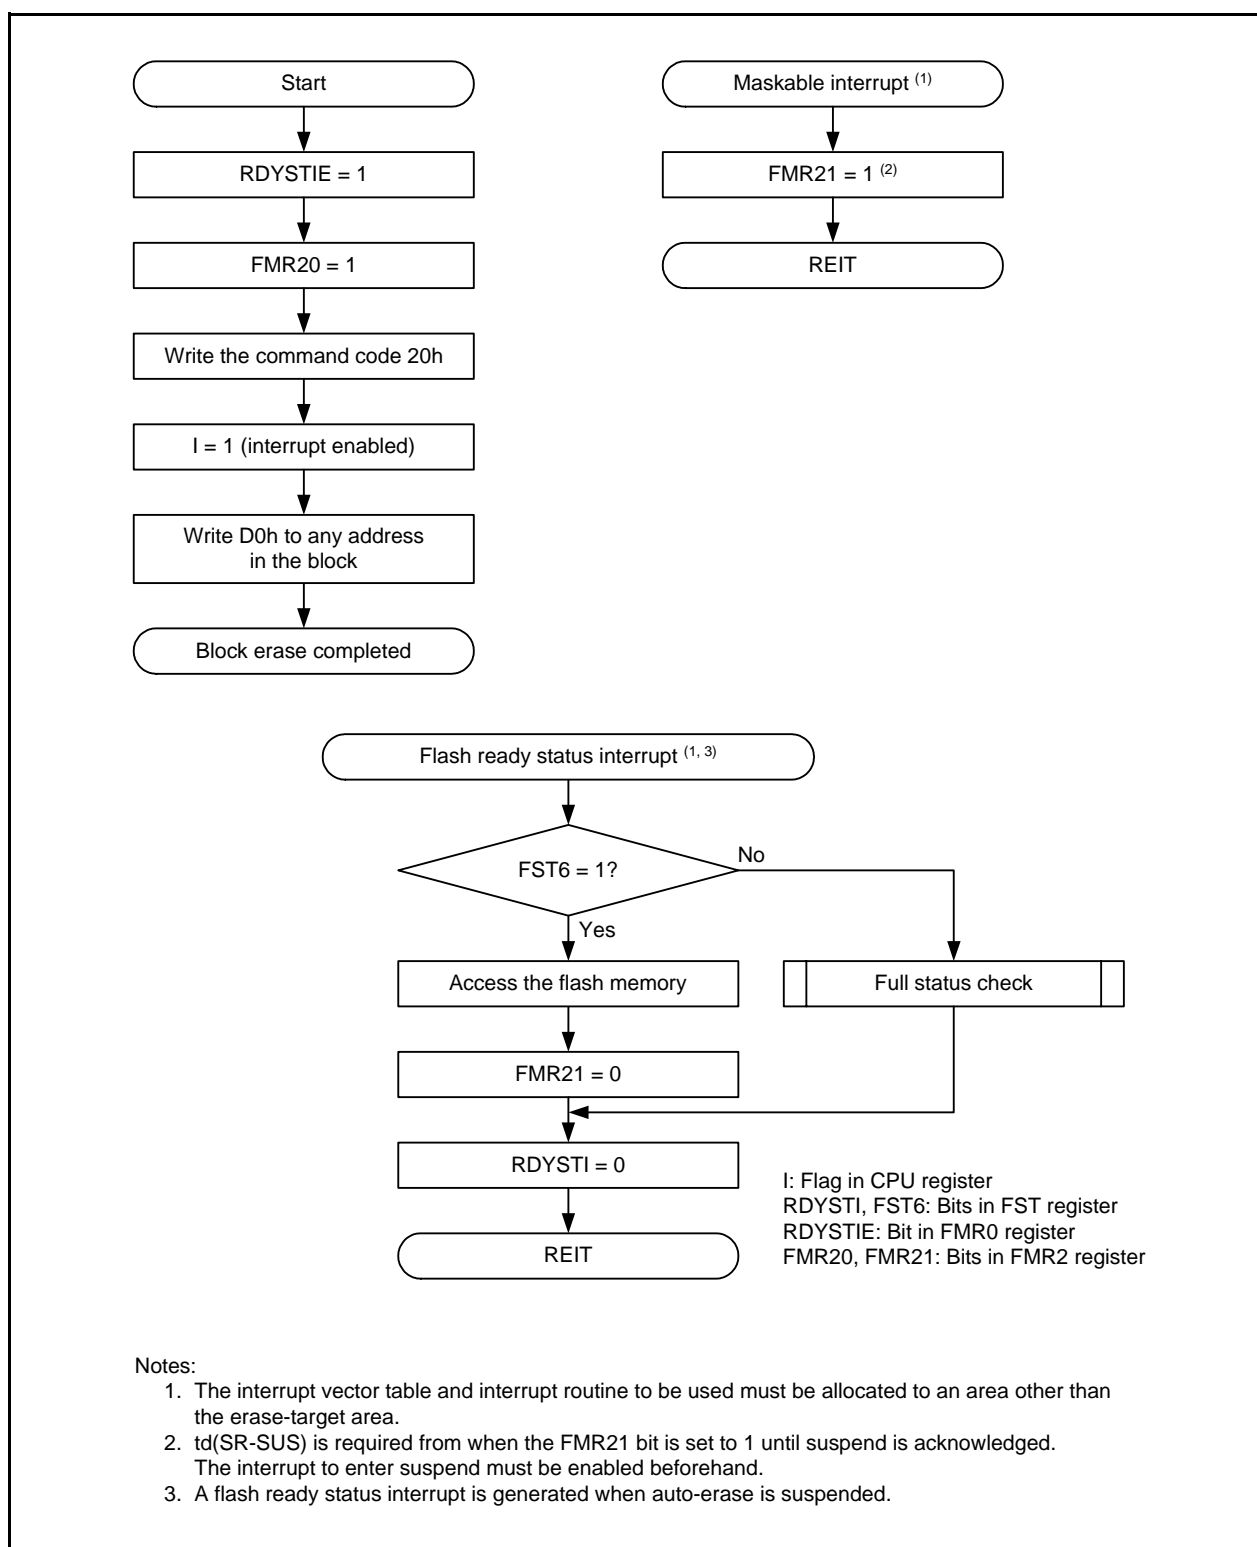 Start
RDYSTIE = 1
FMR20 = 1
Write the command code 20h
I = 1 (interrupt enabled)
Write D0h to any address
in the block
Block erase completed
Maskable interrupt (1)
FMR21 = 1 (2)
REIT
Flash ready status interrupt (1, 3)
FST6 = 1?
No
Yes
Access the flash memory
Full status check
FMR21 = 0
RDYSTI = 0
REIT
I: Flag in CPU register
RDYSTI, FST6: Bits in FST register
RDYSTIE: Bit in FMR0 register
FMR20, FMR21: Bits in FMR2 register
Notes:
1. The interrupt vector table and interrupt routine to be used must be allocated to an area other than
the erase-target area.
2. td(SR-SUS) is required from when the FMR21 bit is set to 1 until suspend is acknowledged.
The interrupt to enter suspend must be enabled beforehand.
3. A flash ready status interrupt is generated when auto-erase is suspended.